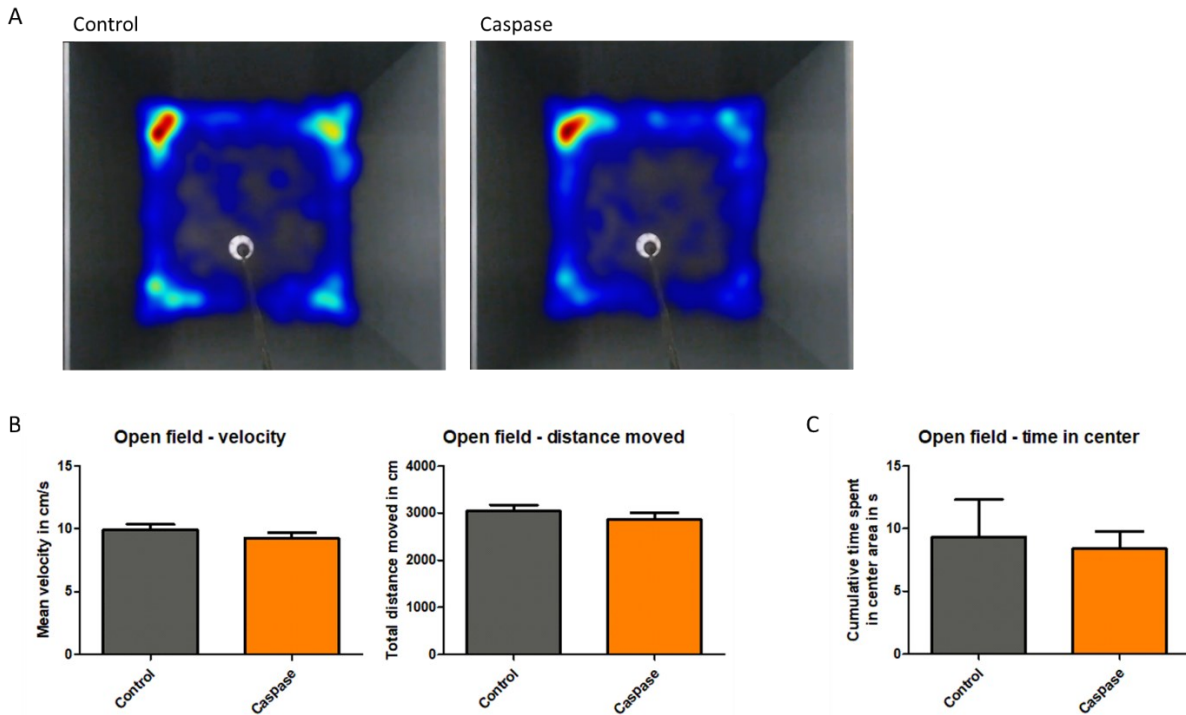 A
Control
Caspase
B
Open field - velocity
Mean velocity in cm/s
15
10
5
0
Control
Caspase
Open field - distance moved
Total distance moved in cm
4000
3000
2000
1000
0
Control
Caspase
C
Open field - time in center
Cumulative time spent
in center area in s
15
10
5
0
Control
Caspase